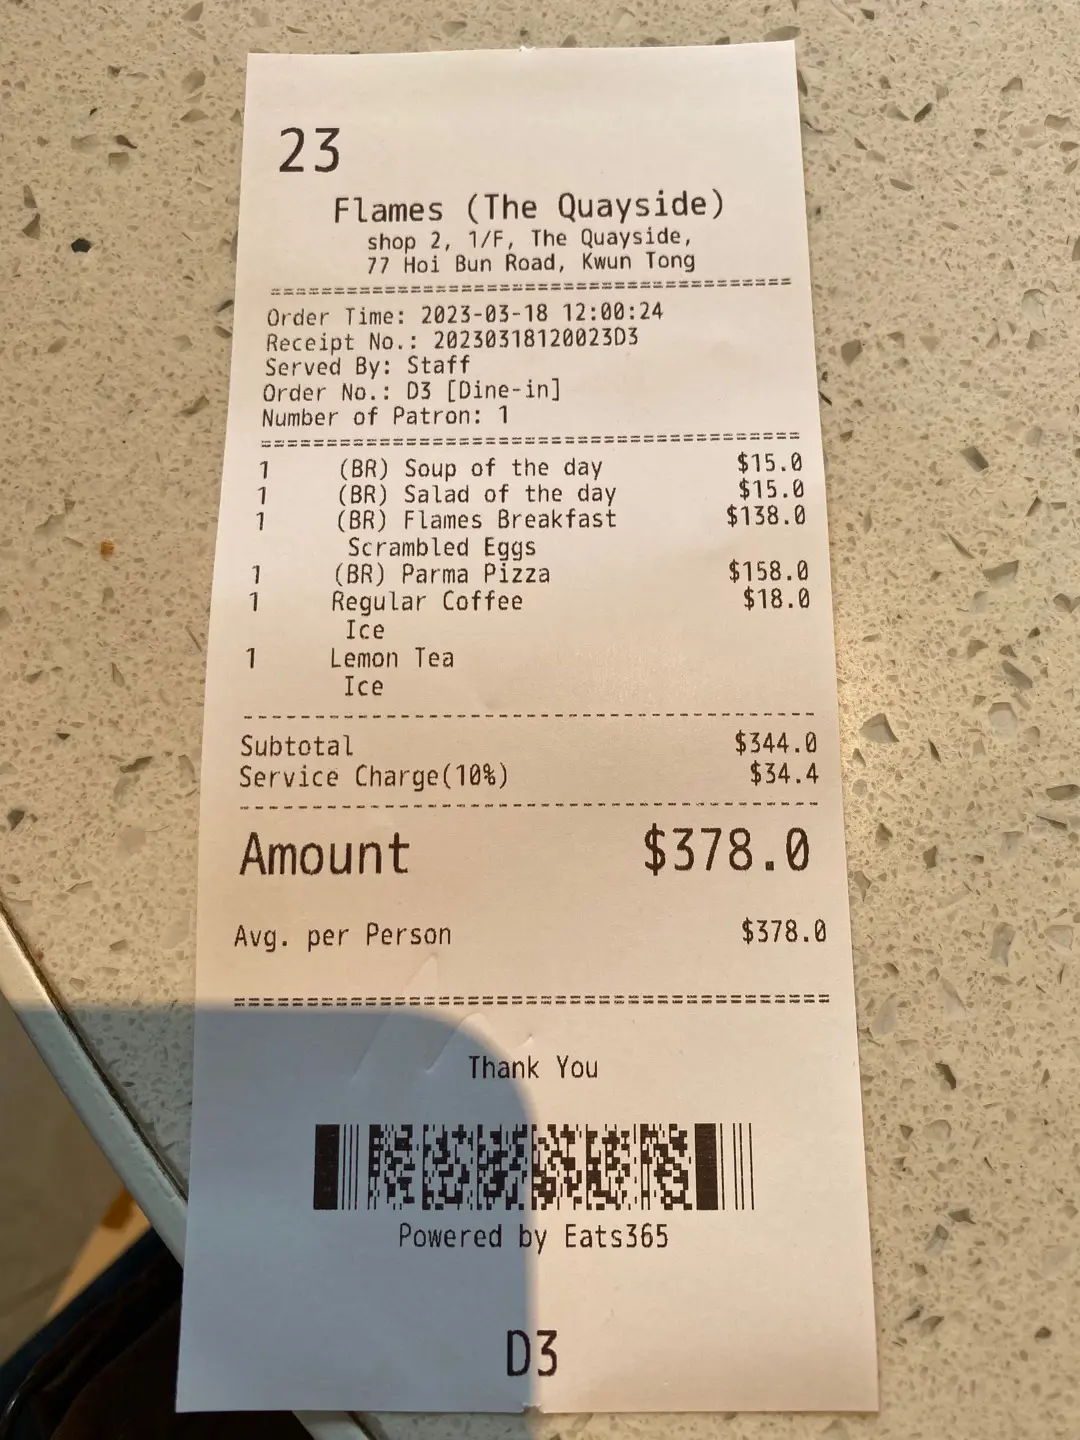 23
Flames (The Quayside)
shop 2, 1/F, The Quayside,
77 Hoi Bun Road, Kwun Tong
Order Time: 2023-03-18 12:00:24
Receipt No.: 20230318120023D3
Served By: Staff
Order No.: D3 [Dine-in]
Number of Patron: 1
1 (BR) Soup of the day $15.0
1 (BR) Salad of the day $15.0
1 (BR) Flames Breakfast $138.0
Scrambled Eggs
1 (BR) Parma Pizza $158.0
1 Regular Coffee $18.0
Ice
1 Lemon Tea
Ice
Subtotal $344.0
Service Charge(10%) $34.4
Amount $378.0
Avg. per Person $378.0
Thank You
Powered by Eats365
D3